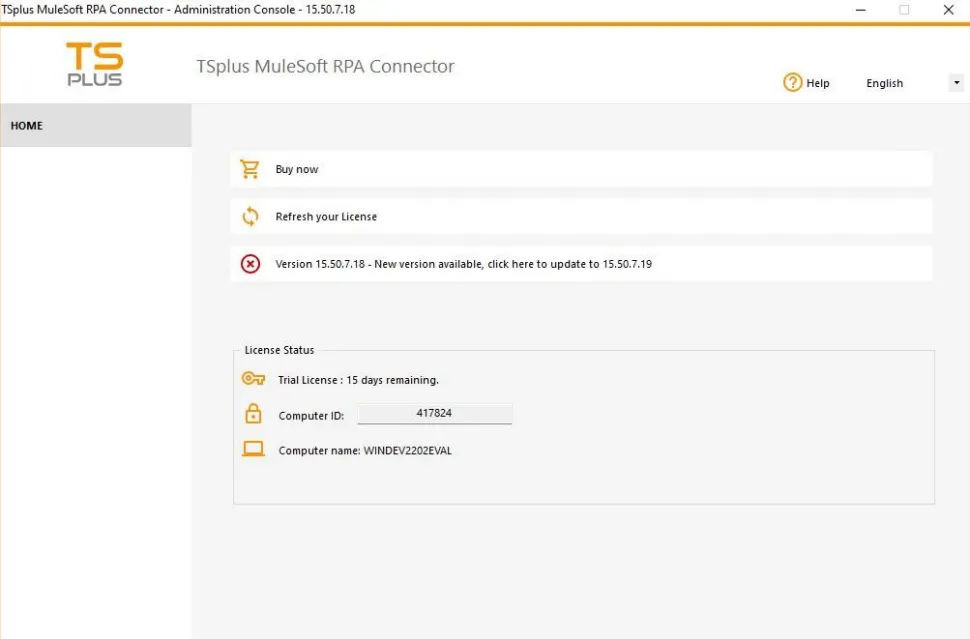 TSplus MuleSoft RPA Connector - Administration Console - 15.50.7.18
TS
PLUS
TSplus MuleSoft RPA Connector
? Help
English
HOME
Buy now
Refresh your License
Version 15.50.7.18 - New version available, click here to update to 15.50.7.19
License Status
Trial License : 15 days remaining.
Computer ID: 417824
Computer name: WINDEV2202EVAL